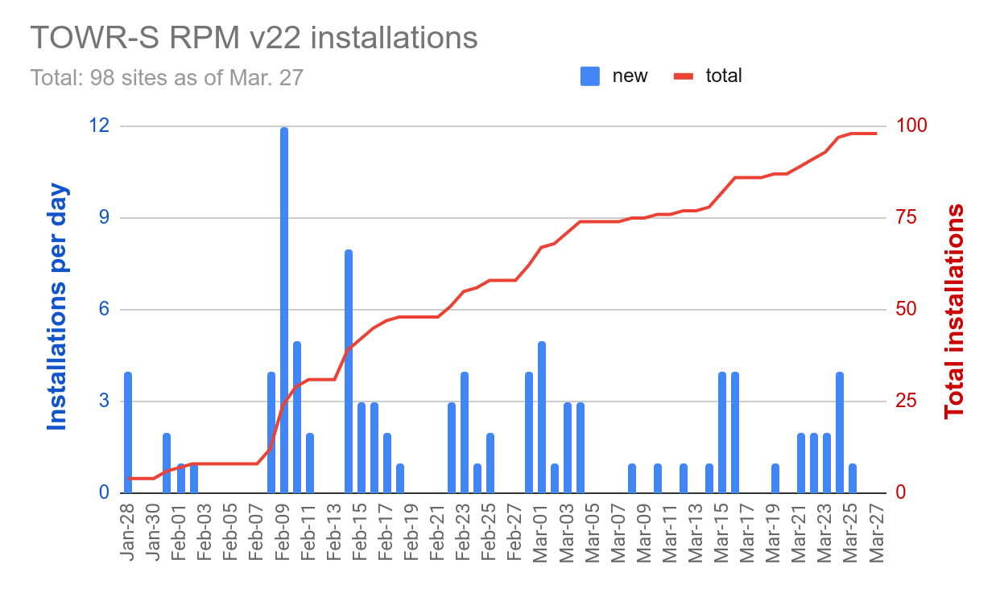 TOWR-S RPM v22 installations
Total: 98 sites as of Mar. 27
new
total
Installations per day
12
9
6
3
0
100
75
50
25
0
Total installations
Jan-28
Jan-30
Feb-01
Feb-03
Feb-05
Feb-07
Feb-09
Feb-11
Feb-13
Feb-15
Feb-17
Feb-19
Feb-21
Feb-23
Feb-25
Feb-27
Mar-01
Mar-03
Mar-05
Mar-07
Mar-09
Mar-11
Mar-13
Mar-15
Mar-17
Mar-19
Mar-21
Mar-23
Mar-25
Mar-27